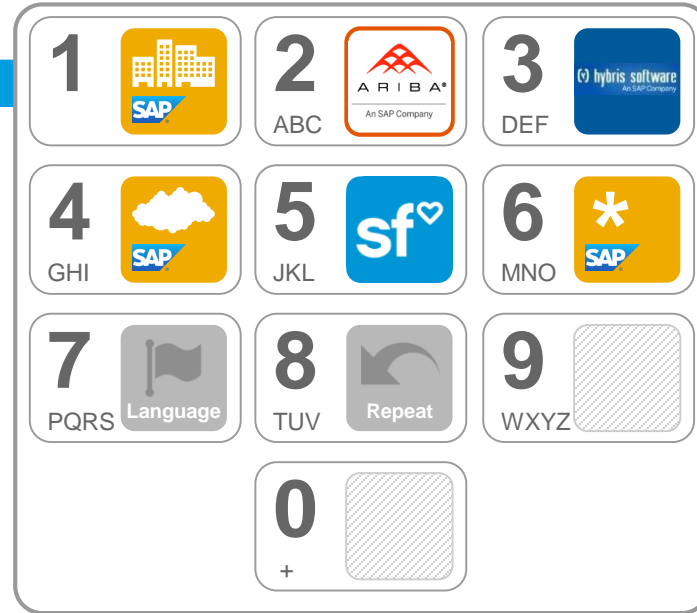 1
SAP
2
ABC
ARIBA®
An SAP Company
3
DEF
(v) hybris software
An SAP Company
4
GHI
SAP
5
JKL
sf
6
MNO
*
SAP
7
PQRS
Language
8
TUV
Repeat
9
WXYZ
0
+